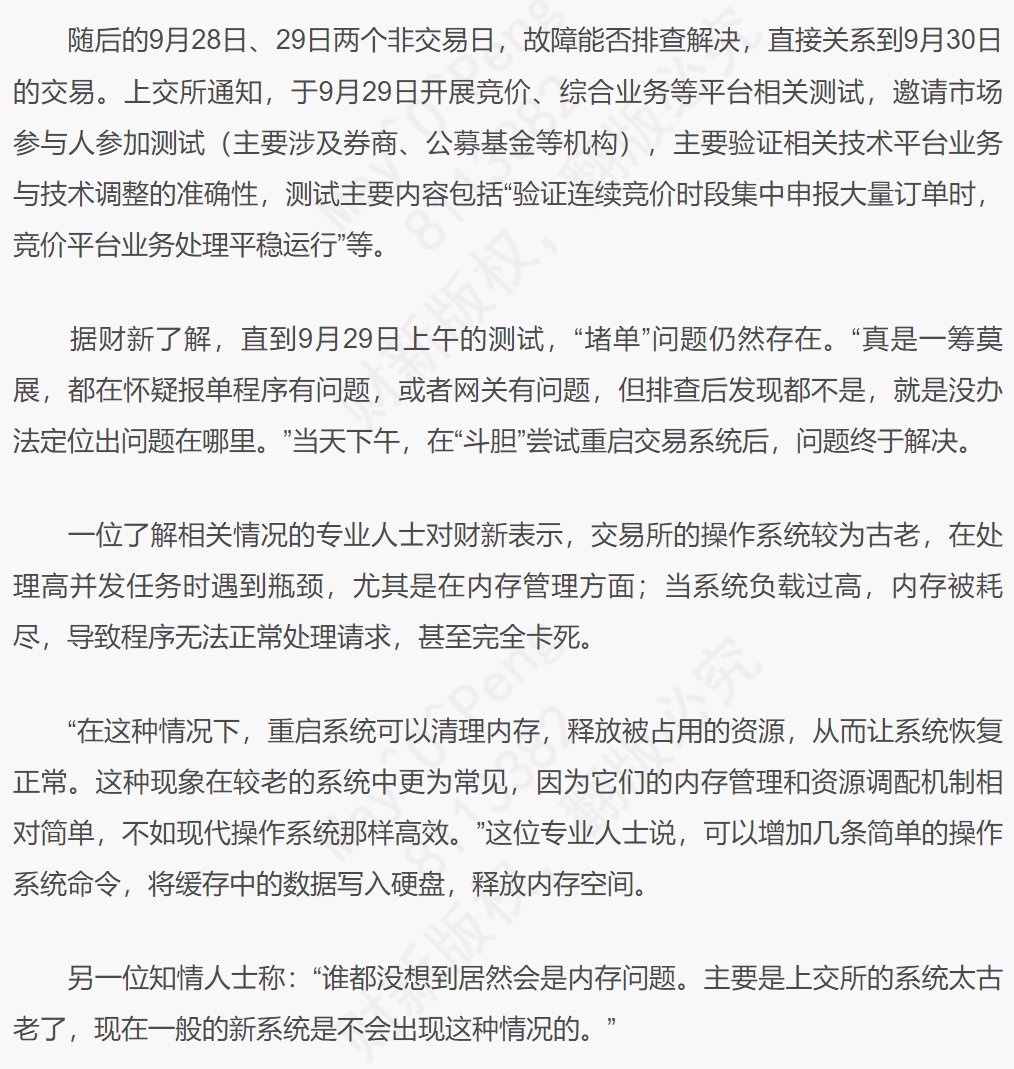 随后的9月28日、29日两个非交易日，故障能否排查解决，直接关系到9月30日
的交易。上交所通知，于9月29日开展竞价、综合业务等平台相关测试，邀请市场
参与人参加测试（主要涉及券商、公募基金等机构），主要验证相关技术平台业务
与技术调整的准确性，测试主要内容包括“验证连续竞价时段集中申报大量订单时，
竞价平台业务处理平稳运行”等。
据财新了解，直到9月29日上午的测试，“堵单”问题仍然存在。“真是一筹莫
展，都在怀疑报单程序有问题，或者网关有问题，但排查后发现都不是，就是没办
法定位出问题在哪里。”当天下午，在“斗胆”尝试重启交易系统后，问题终于解决。
一位了解相关情况的专业人士对财新表示，交易所的操作系统较为古老，在处
理高并发任务时遇到瓶颈，尤其是在内存管理方面；当系统负载过高，内存被耗
尽，导致程序无法正常处理请求，甚至完全卡死。
“在这种情况下，重启系统可以清理内存，释放被占用的资源，从而让系统恢复
正常。这种现象在较老的系统中更为常见，因为它们的内存管理和资源调配机制相
对简单，不如现代操作系统那样高效。”这位专业人士说，可以增加几条简单的操作
系统命令，将缓存中的数据写入硬盘，释放内存空间。
另一位知情人士称：“谁都没想到居然会是内存问题。主要是上交所的系统太古
老了，现在一般的新系统是不会出现这种情况的。”
财新版权，翻版必究
财新版权，翻版必究